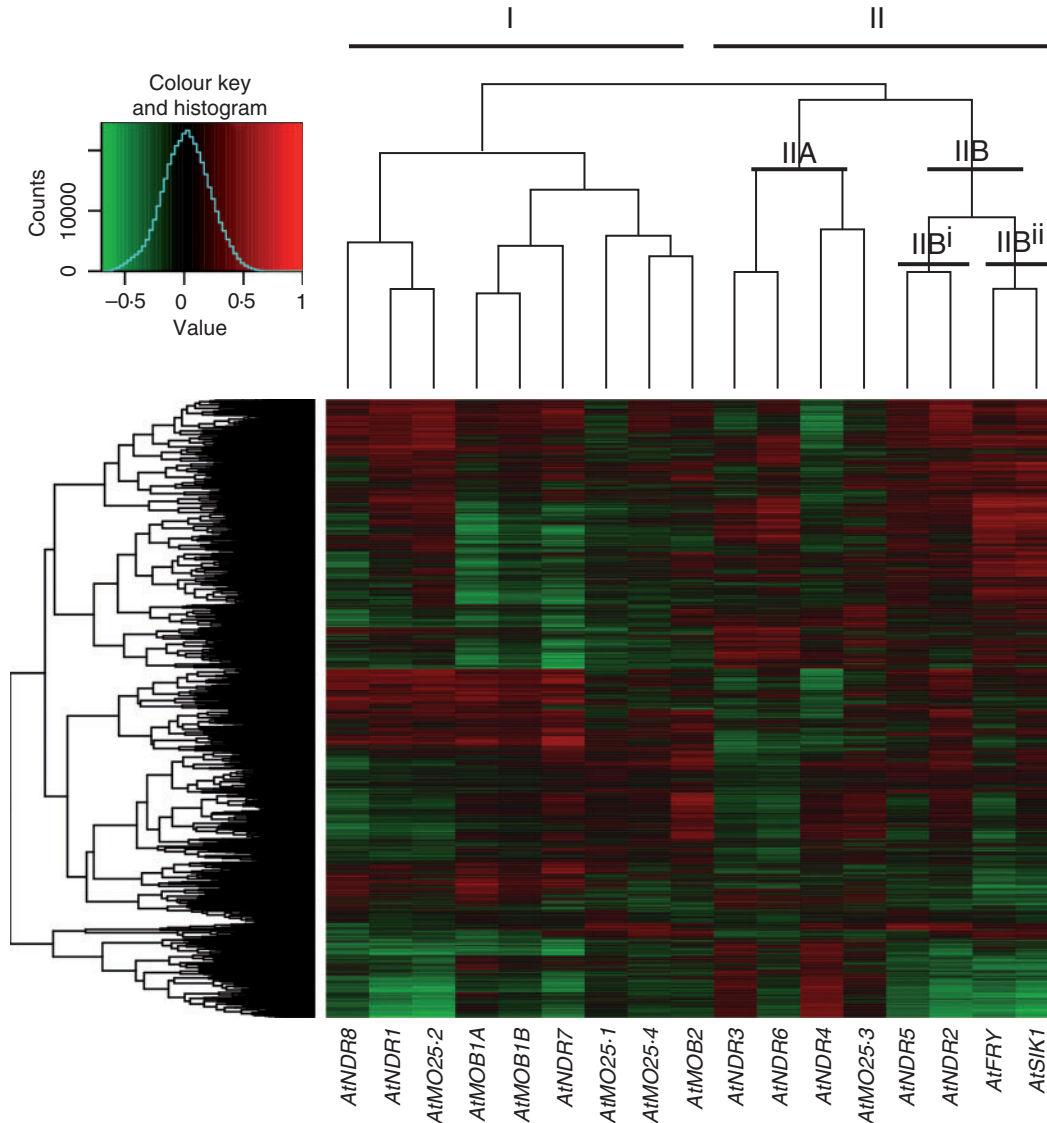 I
II
Colour key
and histogram
Counts
10000
0
−0·5
0
0·5
1
Value
IIA
IIB
IIBi
IIBii
AtNDR8
AtNDR1
AtMO25·2
AtMOB1A
AtMOB1B
AtNDR7
AtMO25·1
AtMO25·4
AtMOB2
AtNDR3
AtNDR6
AtNDR4
AtMO25·3
AtNDR5
AtNDR2
AtFRY
AtSIK1